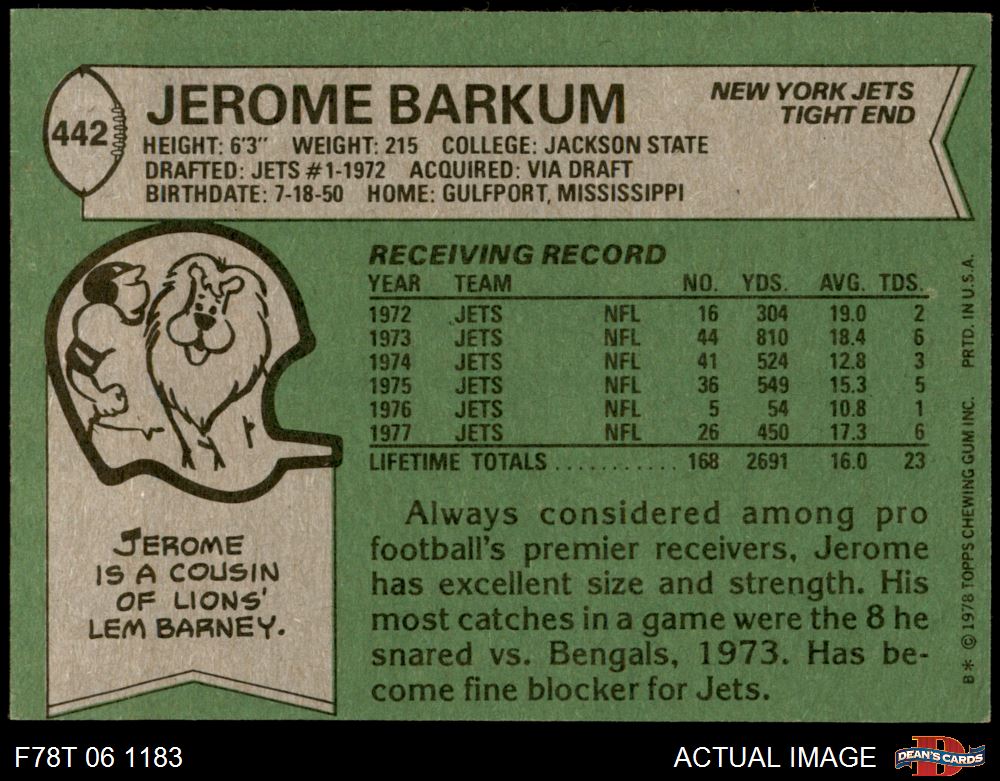 442
JEROME BARKUM
NEW YORK JETS
TIGHT END
HEIGHT: 6'3" WEIGHT: 215 COLLEGE: JACKSON STATE
DRAFTED: JETS #1-1972 ACQUIRED: VIA DRAFT
BIRTHDATE: 7-18-50 HOME: GULFPORT, MISSISSIPPI
RECEIVING RECORD
YEAR TEAM NO. YDS. AVG. TDS.
1972 JETS NFL 16 304 19.0 2
1973 JETS NFL 44 810 18.4 6
1974 JETS NFL 41 524 12.8 3
1975 JETS NFL 36 549 15.3 5
1976 JETS NFL 5 54 10.8 1
1977 JETS NFL 26 450 17.3 6
LIFETIME TOTALS ........... 168 2691 16.0 23
JEROME
IS A COUSIN
OF LIONS'
LEM BARNEY.
Always considered among pro
football's premier receivers, Jerome
has excellent size and strength. His
most catches in a game were the 8 he
snared vs. Bengals, 1973. Has be-
come fine blocker for Jets.
B* © 1978 TOPPS CHEWING GUM INC. PRTD. IN U.S.A.
F78T 06 1183
ACTUAL IMAGE
D
DEAN'S CARDS